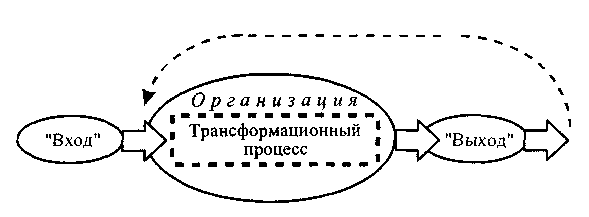 Организация
"Вход"
Трансформационный
процесс
"Выход"